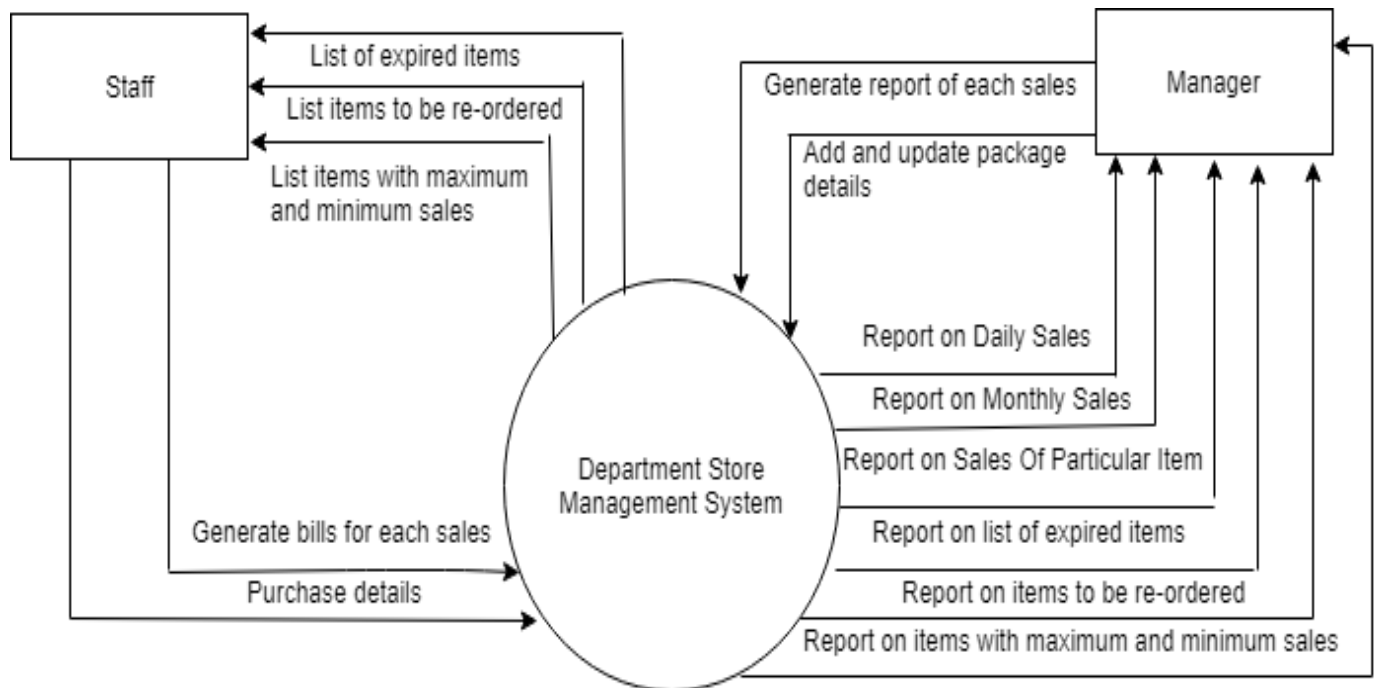 Staff
List of expired items
List items to be re-ordered
List items with maximum
and minimum sales
Generate report of each sales
Manager
Add and update package
details
Report on Daily Sales
Report on Monthly Sales
Report on Sales Of Particular Item
Department Store
Management System
Generate bills for each sales
Report on list of expired items
Purchase details
Report on items to be re-ordered
Report on items with maximum and minimum sales